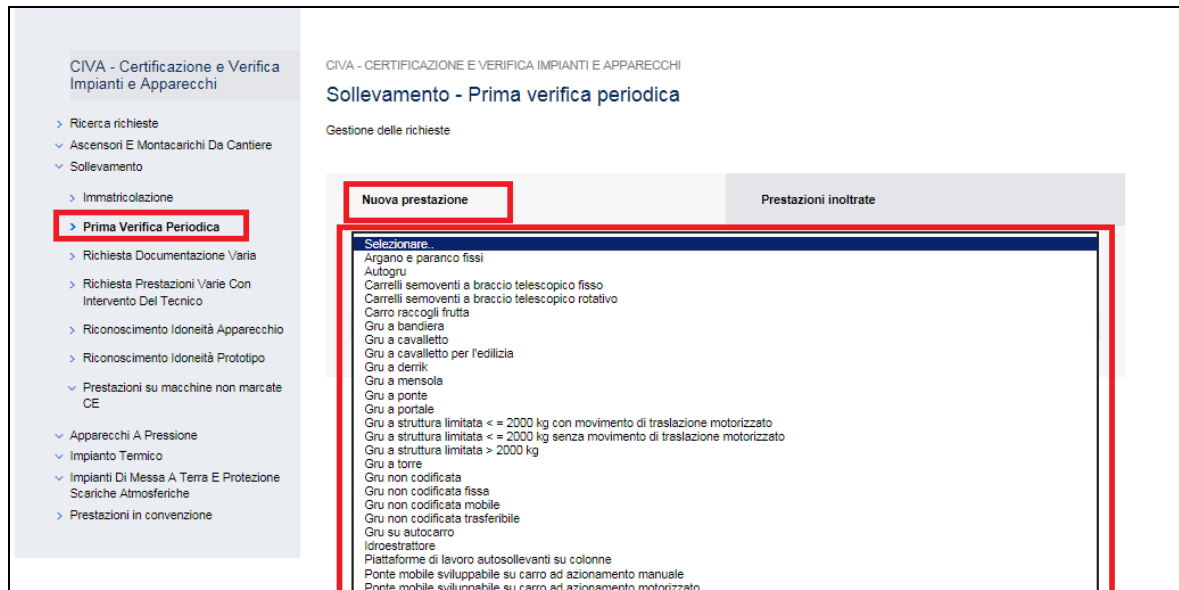 CIVA - Certificazione e Verifica
Impianti e Apparecchi
> Ricerca richieste
Ascensori E Montacarichi Da Cantiere
Sollevamento
> Immatricolazione
> Prima Verifica Periodica
> Richiesta Documentazione Varia
> Richiesta Prestazioni Varie Con
Intervento Del Tecnico
> Riconoscimento Idoneità Apparecchio
> Riconoscimento Idoneità Prototipo
Prestazioni su macchine non marcate
CE
Apparecchi A Pressione
Impianto Termico
Impianti Di Messa A Terra E Protezione
Scariche Atmosferiche
> Prestazioni in convenzione
CIVA - CERTIFICAZIONE E VERIFICA IMPIANTI E APPARECCHI
Sollevamento - Prima verifica periodica
Gestione delle richieste
Nuova prestazione
Prestazioni inoltrate
Selezionare..
Argano e paranco fissi
Autogru
Carrelli semoventi a braccio telescopico fisso
Carrelli semoventi a braccio telescopico rotativo
Carro raccogli frutta
Gru a bandiera
Gru a cavalletto
Gru a cavalletto per l'edilizia
Gru a derrik
Gru a mensola
Gru a ponte
Gru a portale
Gru a struttura limitata < = 2000 kg con movimento di traslazione motorizzato
Gru a struttura limitata < = 2000 kg senza movimento di traslazione motorizzato
Gru a struttura limitata > 2000 kg
Gru a torre
Gru non codificata
Gru non codificata fissa
Gru non codificata mobile
Gru non codificata trasferibile
Gru su autocarro
Idroestrattore
Piattaforme di lavoro autosollevanti su colonne
Ponte mobile sviluppabile su carro ad azionamento manuale
Ponte mobile sviluppabile su carro ad azionamento motorizzato